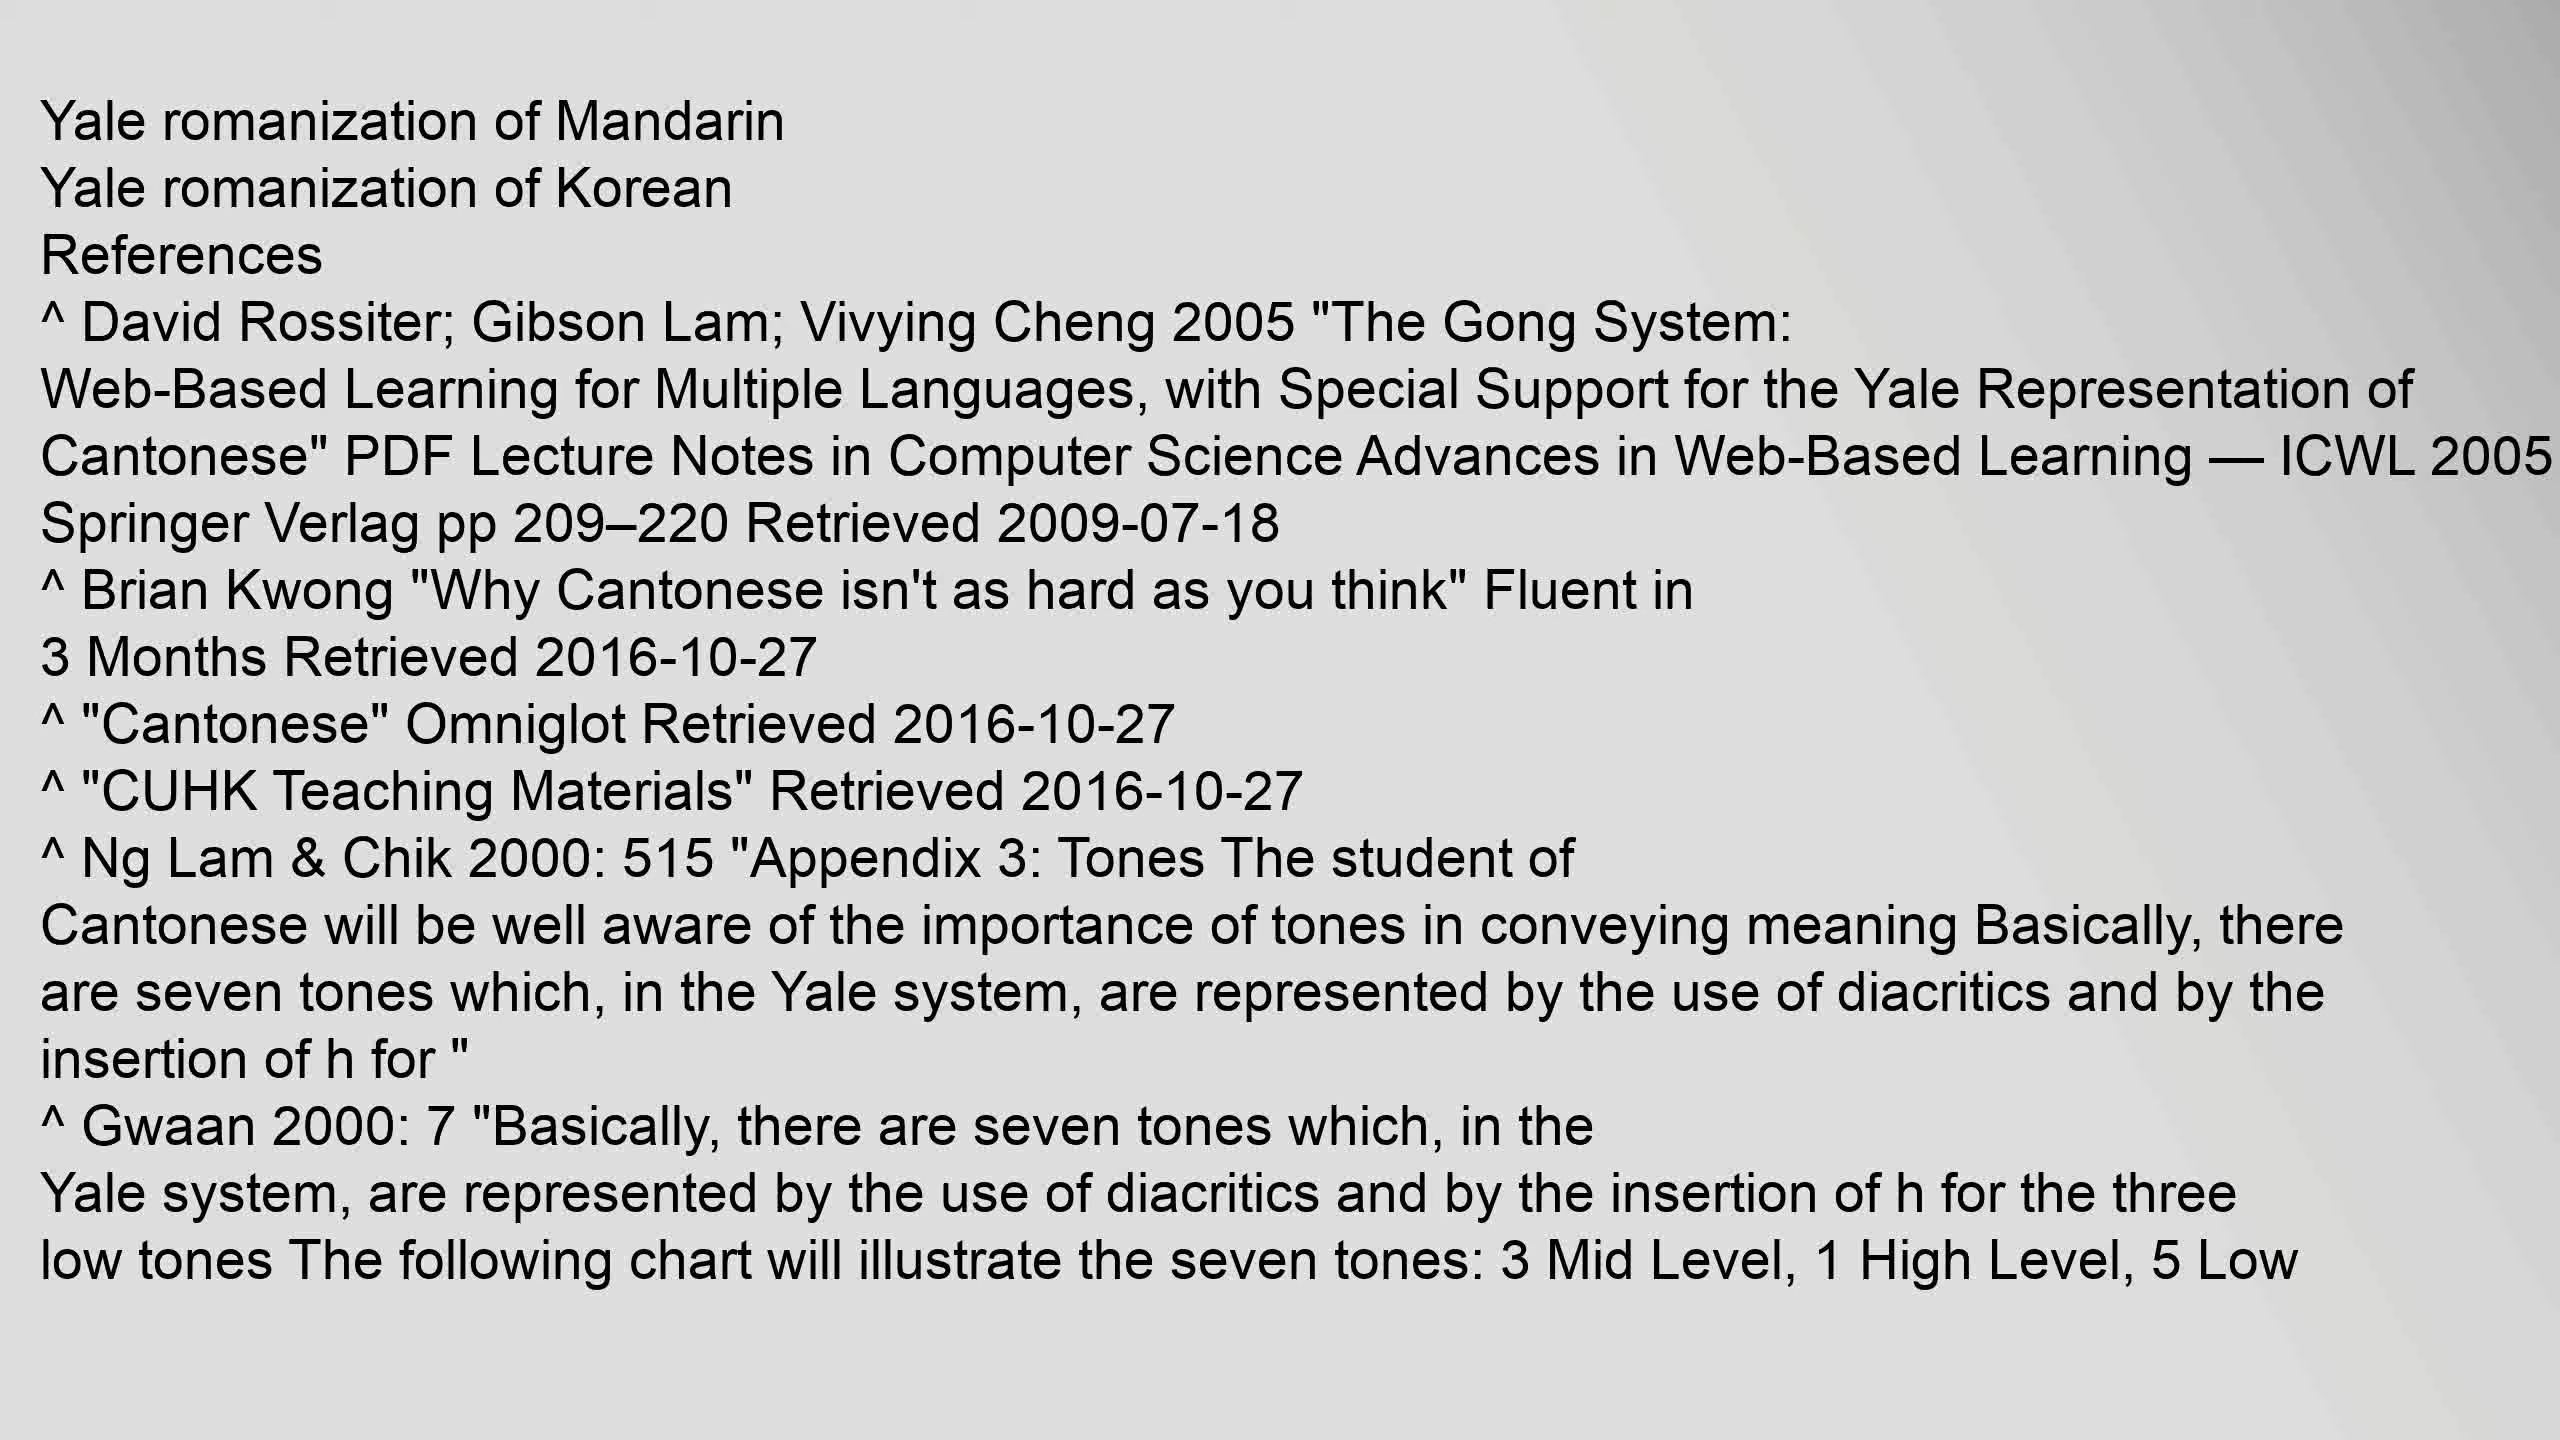 Yale romanization of Mandarin
Yale romanization of Korean
References
^ David Rossiter; Gibson Lam; Vivying Cheng 2005 "The Gong System:
Web-Based Learning for Multiple Languages, with Special Support for the Yale Representation of
Cantonese" PDF Lecture Notes in Computer Science Advances in Web-Based Learning — ICWL 2005
Springer Verlag pp 209–220 Retrieved 2009-07-18
^ Brian Kwong "Why Cantonese isn't as hard as you think" Fluent in
3 Months Retrieved 2016-10-27
^ "Cantonese" Omniglot Retrieved 2016-10-27
^ "CUHK Teaching Materials" Retrieved 2016-10-27
^ Ng Lam & Chik 2000: 515 "Appendix 3: Tones The student of
Cantonese will be well aware of the importance of tones in conveying meaning Basically, there
are seven tones which, in the Yale system, are represented by the use of diacritics and by the
insertion of h for "
^ Gwaan 2000: 7 "Basically, there are seven tones which, in the
Yale system, are represented by the use of diacritics and by the insertion of h for the three
low tones The following chart will illustrate the seven tones: 3 Mid Level, 1 High Level, 5 Low